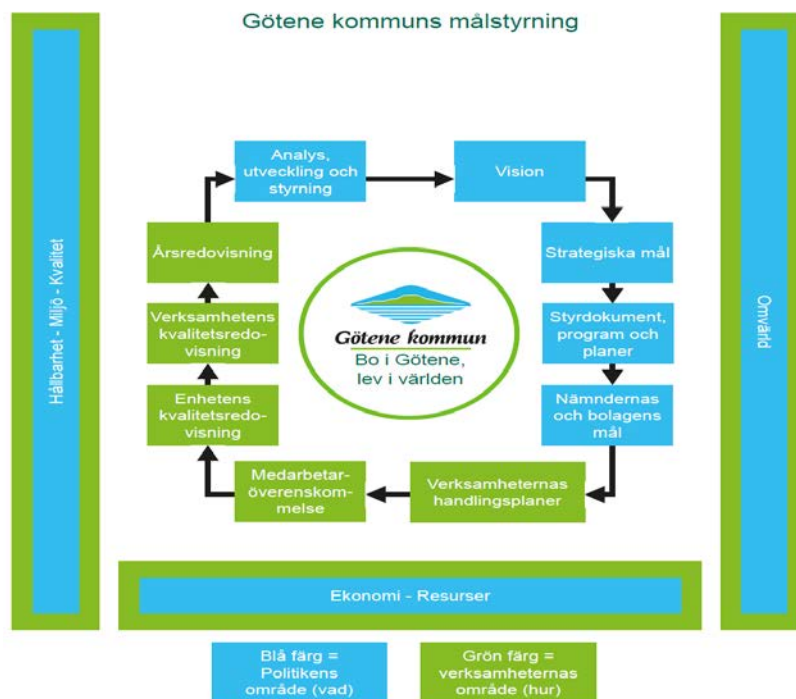 Götene kommuns målstyrning
Analys,
utveckling och
styrning
Vision
Årsredovisning
Strategiska mål
Verksamhetens
kvalitetsredo-
visning
Styrdokument,
program och
planer
Enhetens
kvalitetsredo-
visning
Nämndernas
och bolagens
mål
Medarbetar-
överenskom-
melse
Verksamheternas
handlingsplaner
Götene kommun
Bo i Götene,
lev i världen
Hållbarhet - Miljö - Kvalitet
Omvärld
Ekonomi - Resurser
Blå färg =
Politikens
område (vad)
Grön färg =
verksamheternas
område (hur)